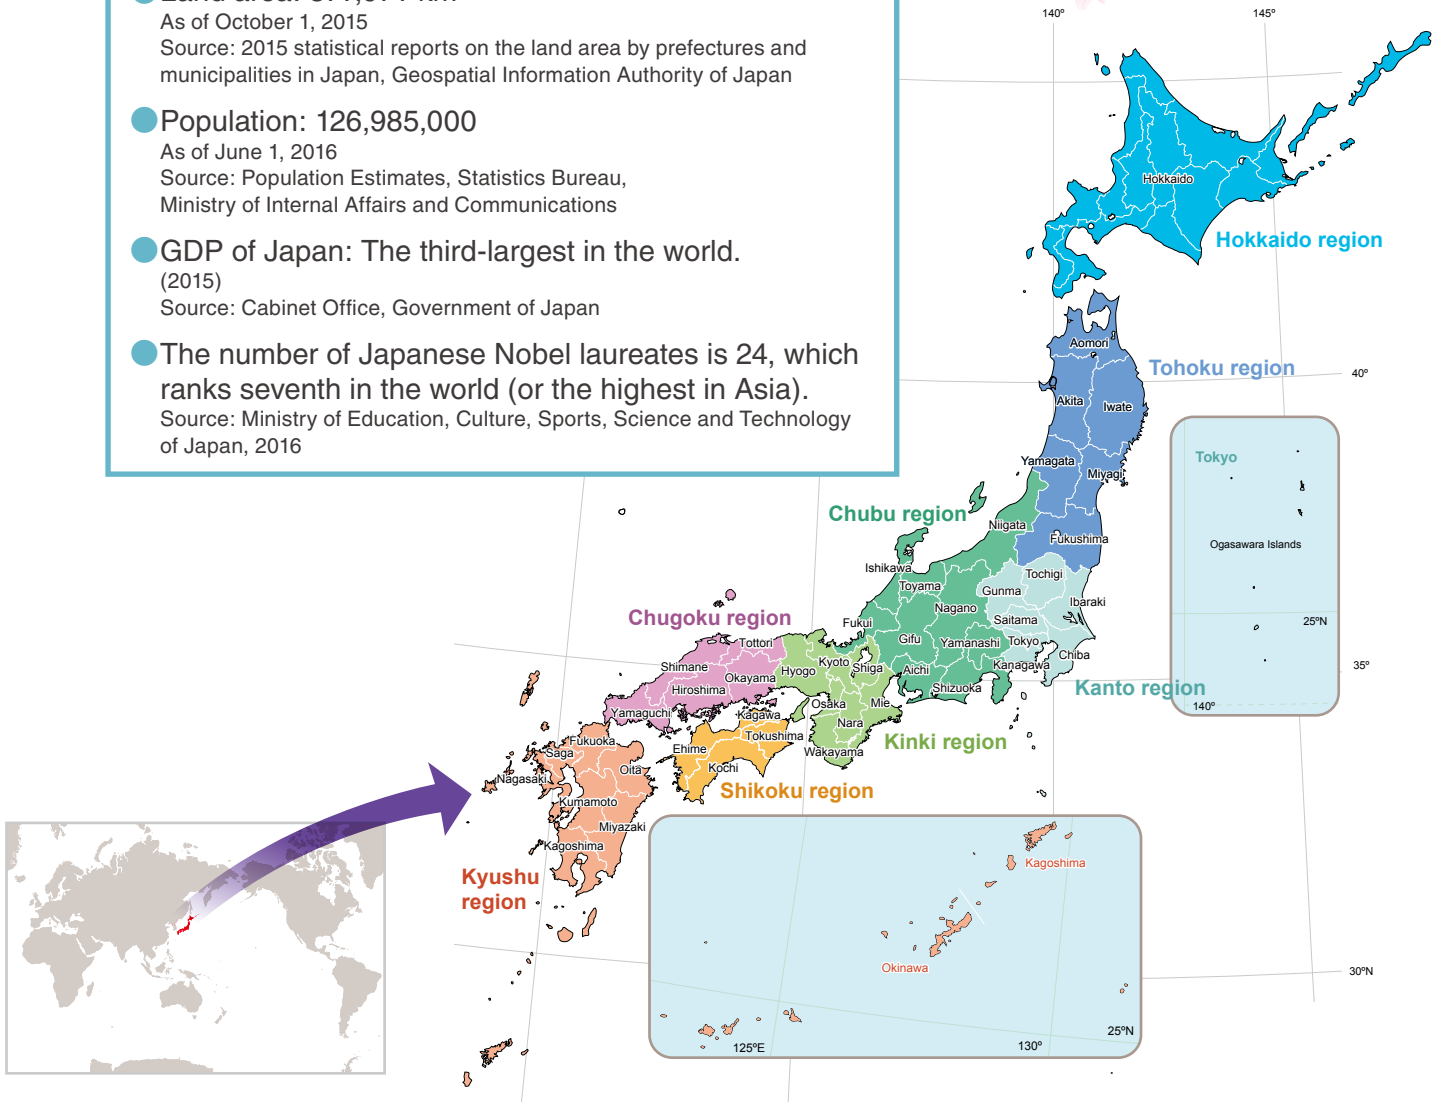 As of October 1, 2015
Source: 2015 statistical reports on the land area by prefectures and
municipalities in Japan, Geospatial Information Authority of Japan
Population: 126,985,000
As of June 1, 2016
Source: Population Estimates, Statistics Bureau,
Ministry of Internal Affairs and Communications
GDP of Japan: The third-largest in the world.
(2015)
Source: Cabinet Office, Government of Japan
The number of Japanese Nobel laureates is 24, which
ranks seventh in the world (or the highest in Asia).
Source: Ministry of Education, Culture, Sports, Science and Technology
of Japan, 2016
140°
145°
Hokkaido
Hokkaido region
Aomori
Tohoku region
40°
Akita
Iwate
Yamagata
Miyagi
Tokyo
Chubu region
Niigata
Fukushima
Ogasawara Islands
Ishikawa
Toyama
Tochigi
Gunma
Nagano
Ibaraki
Chugoku region
Fukui
Saitama
25°N
Gifu
Yamanashi
Tokyo
Tottori
Chiba
Shimane
Hyogo
Kyoto
Shiga
Aichi
Kanagawa
35°
Okayama
Hiroshima
Shizuoka
Kanto region
Osaka
Mie
140°
Yamaguchi
Kagawa
Nara
Tokushima
Fukuoka
Ehime
Wakayama
Kinki region
Saga
Oita
Kochi
Nagasaki
Shikoku region
Kumamoto
Miyazaki
Kagoshima
Kagoshima
Kyushu
region
Okinawa
30°N
25°N
125°E
130°